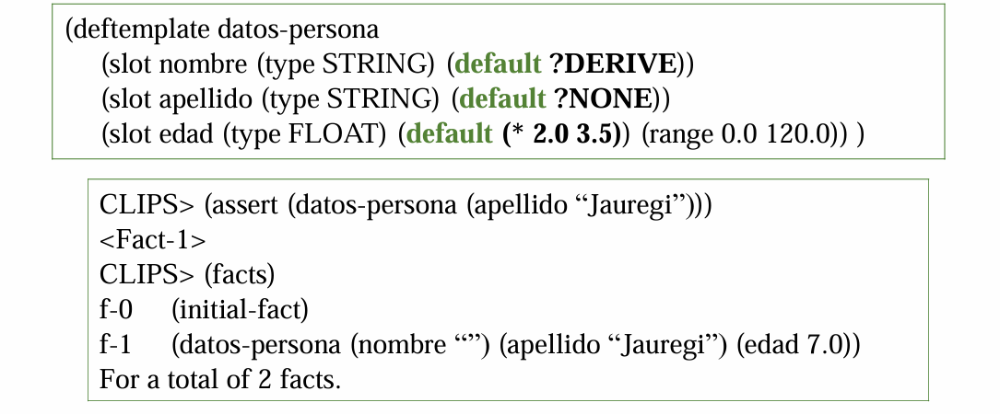 (deftemplate datos-persona
(slot nombre (type STRING) (default ?DERIVE))
(slot apellido (type STRING) (default ?NONE))
(slot edad (type FLOAT) (default (* 2.0 3.5)) (range 0.0 120.0)) )
CLIPS> (assert (datos-persona (apellido “Jauregi”)))
<Fact-1>
CLIPS> (facts)
f-0 (initial-fact)
f-1 (datos-persona (nombre “”) (apellido “Jauregi”) (edad 7.0))
For a total of 2 facts.